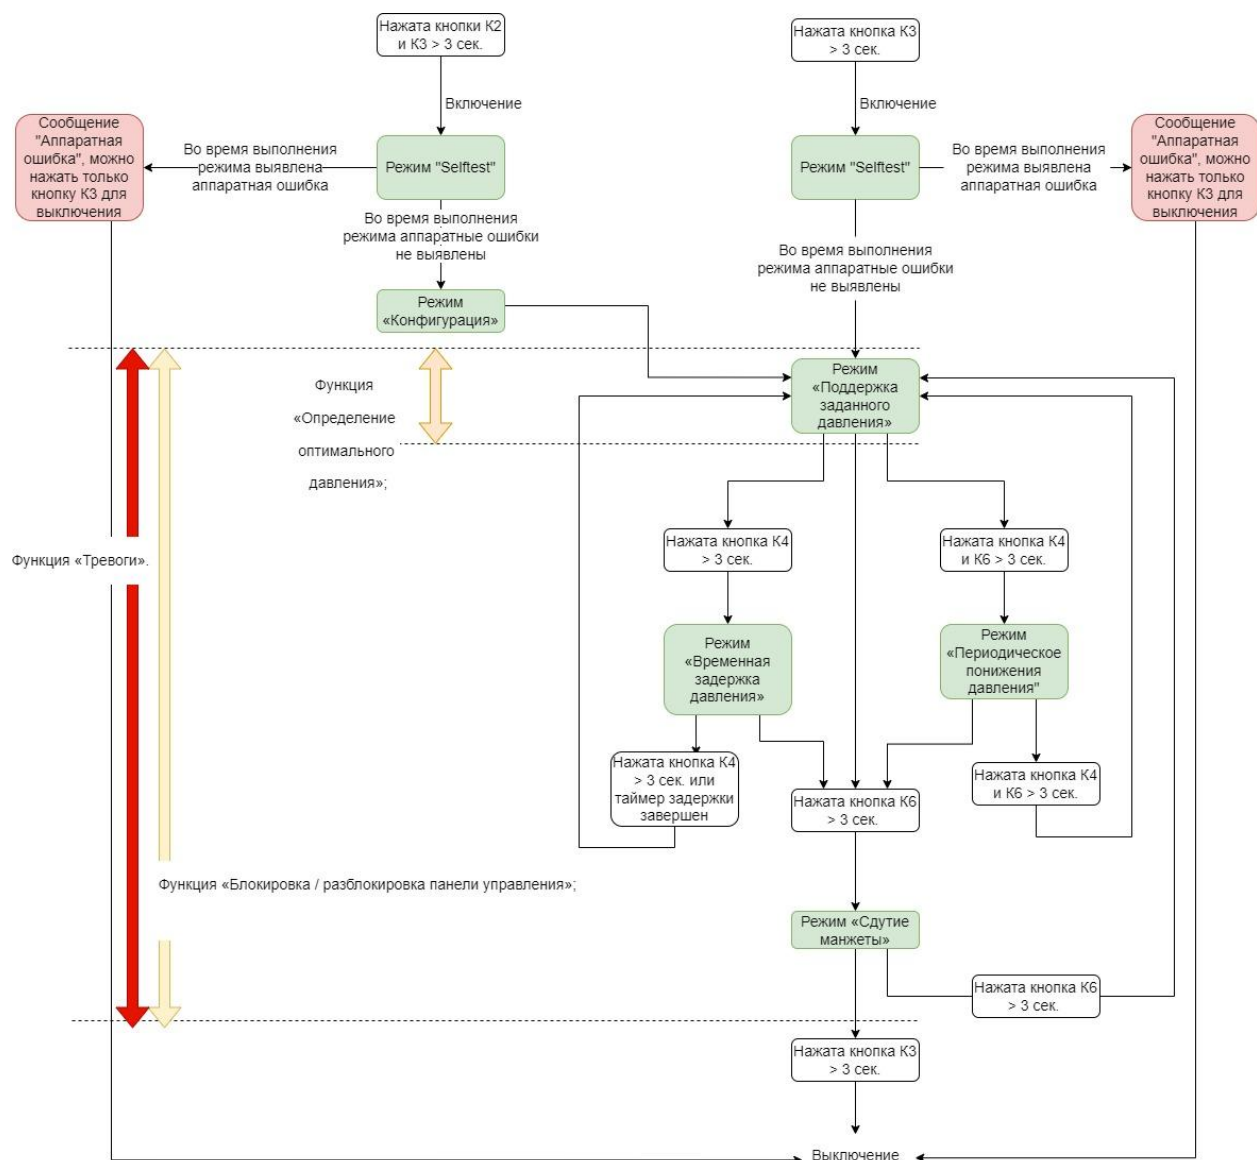 Нажата кнопки К2
и К3 > 3 сек.
Нажата кнопка К3
> 3 сек.
Включение
Включение
Сообщение
"Аппаратная
ошибка", можно
нажать только
кнопку К3 для
выключения
Во время выполнения
режима выявлена
аппаратная ошибка
Режим "Selftest"
Режим "Selftest"
Во время выполнения
режима выявлена
аппаратная ошибка
Сообщение
"Аппаратная
ошибка", можно
нажать только
кнопку К3 для
выключения
Во время выполнения
режима аппаратные ошибки
не выявлены
Во время выполнения
режима аппаратные ошибки
не выявлены
Режим
«Конфигурация»
Режим
«Поддержка
заданного
давления»
Функция
«Определение
оптимального
давления»;
Нажата кнопка К4
> 3 сек.
Нажата кнопка К4
и К6 > 3 сек.
Функция «Тревоги».
Режим
«Временная
задержка
давления»
Режим
«Периодическое
понижения
давления"
Нажата кнопка К4
> 3 сек. или
таймер задержки
завершен
Нажата кнопка К6
> 3 сек.
Нажата кнопка К4
и К6 > 3 сек.
Функция «Блокировка / разблокировка панели управления»;
Режим «Сдутие
манжеты»
Нажата кнопка К6
> 3 сек.
Нажата кнопка К3
> 3 сек.
Выключение